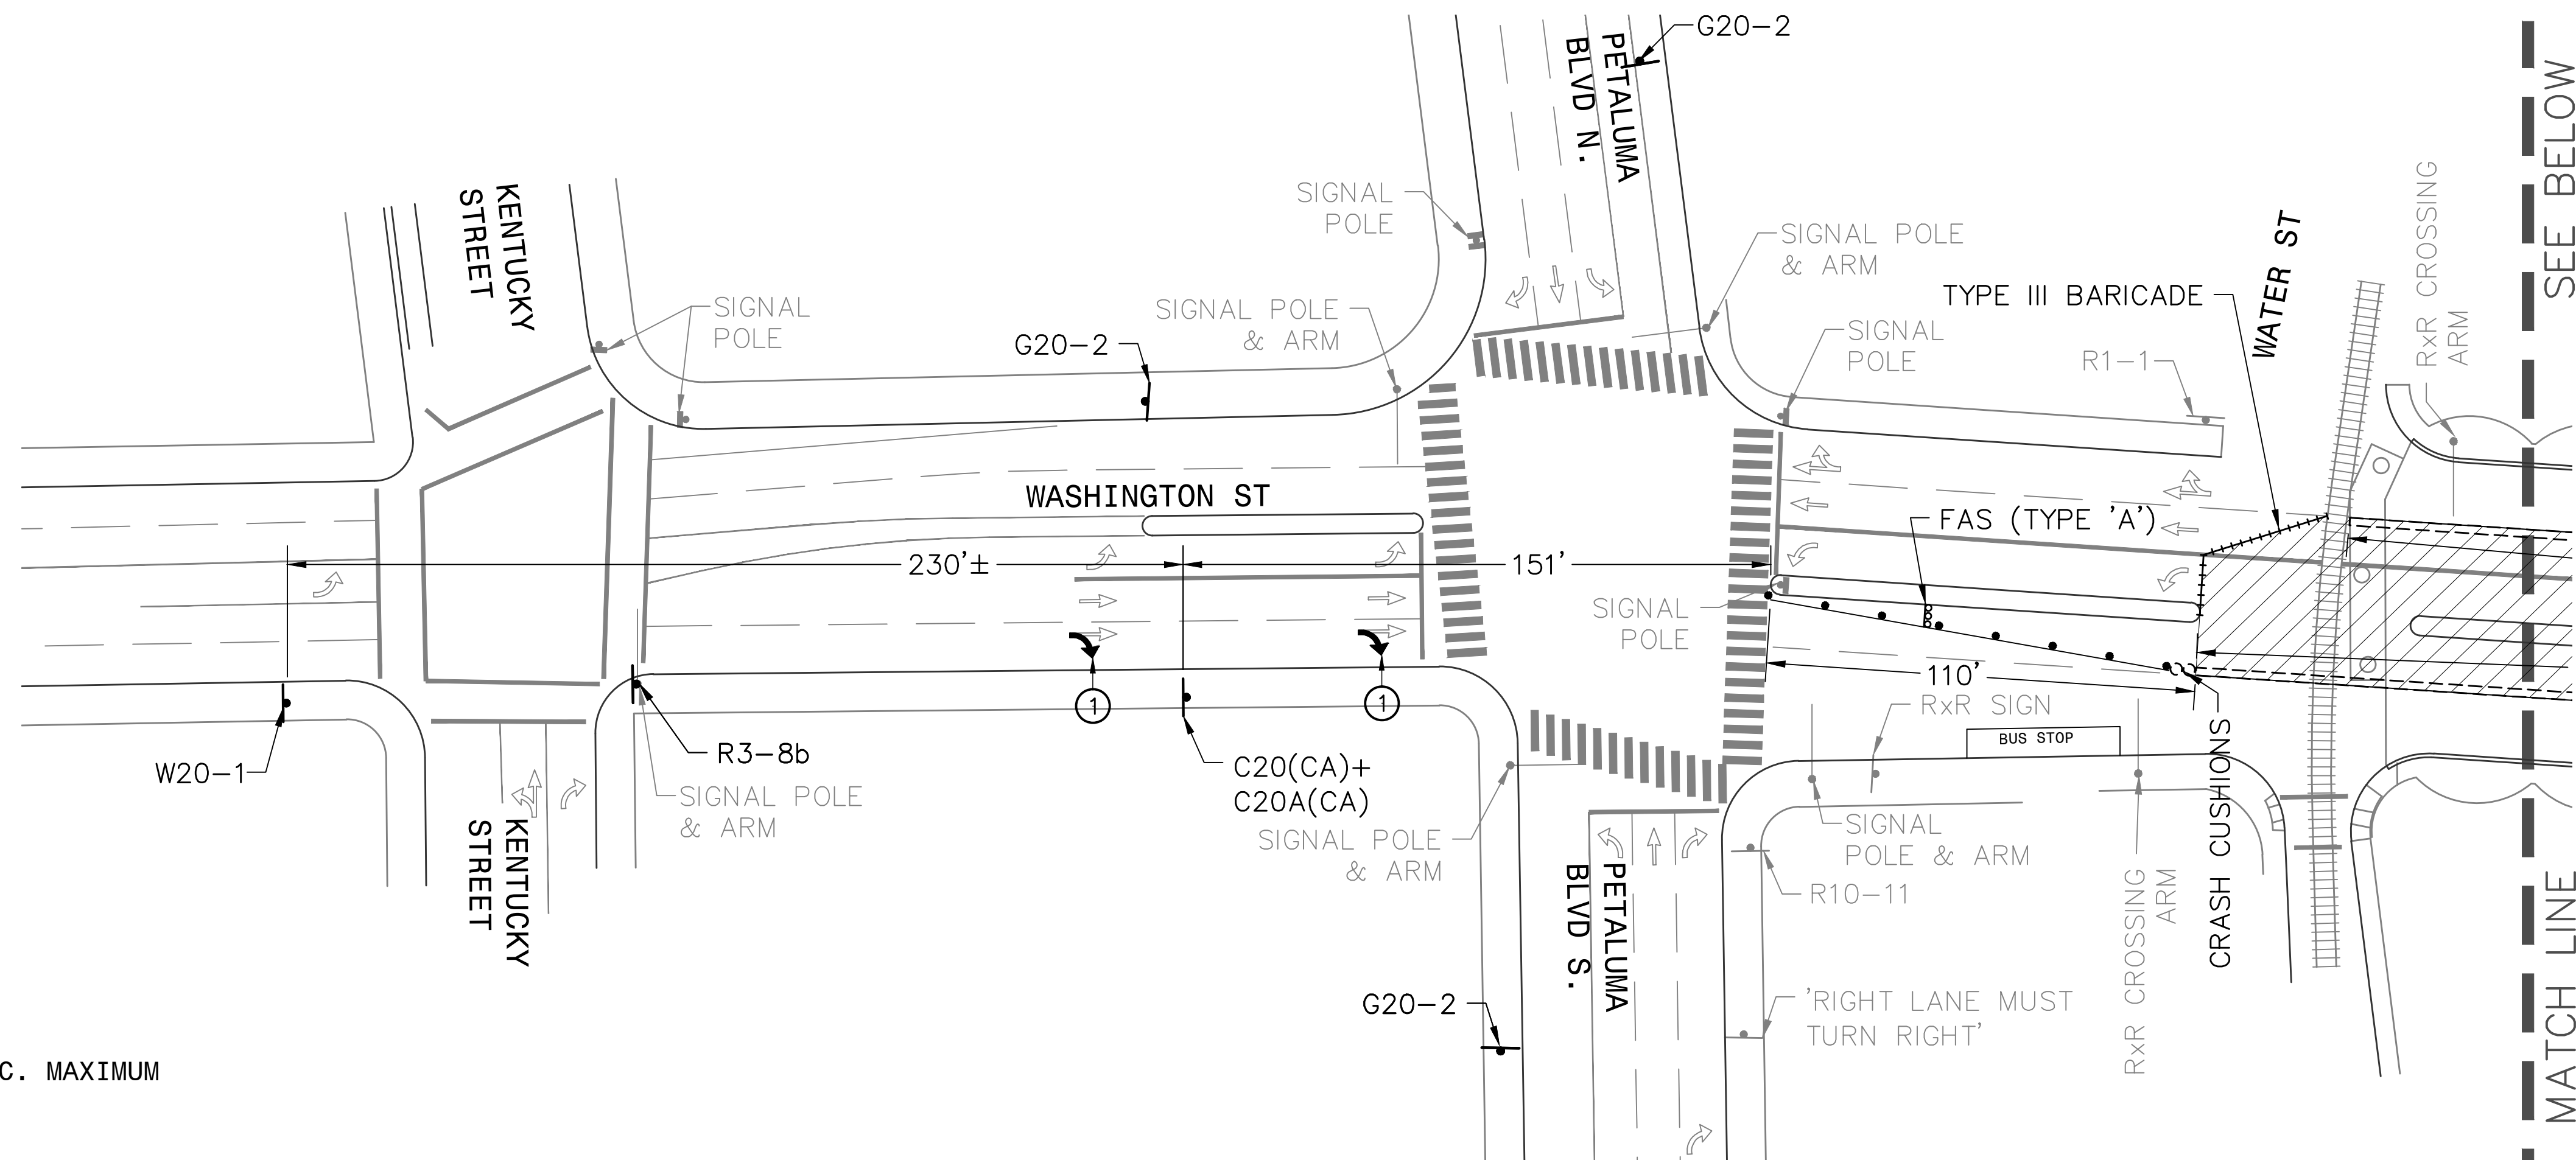 G20-2
PETALUMA
BLVD N.
SEE BELOW
KENTUCKY
STREET
SIGNAL
POLE
SIGNAL POLE
& ARM
RxR CROSSING
ARM
WATER ST
TYPE III BARICADE
SIGNAL
POLE
SIGNAL POLE
& ARM
G20-2
SIGNAL
POLE
R1-1
WASHINGTON ST
FAS (TYPE 'A')
230'±
151'
SIGNAL
POLE
110'
RxR SIGN
1
1
BUS STOP
W20-1
R3-8b
C20(CA)+
C20A(CA)
SIGNAL POLE
& ARM
SIGNAL POLE
& ARM
SIGNAL
POLE & ARM
CRASH CUSHIONS
KENTUCKY
STREET
PETALUMA
BLVD S.
R10-11
RxR CROSSING
ARM
G20-2
'RIGHT LANE MUST
TURN RIGHT'
MATCH LINE
C. MAXIMUM